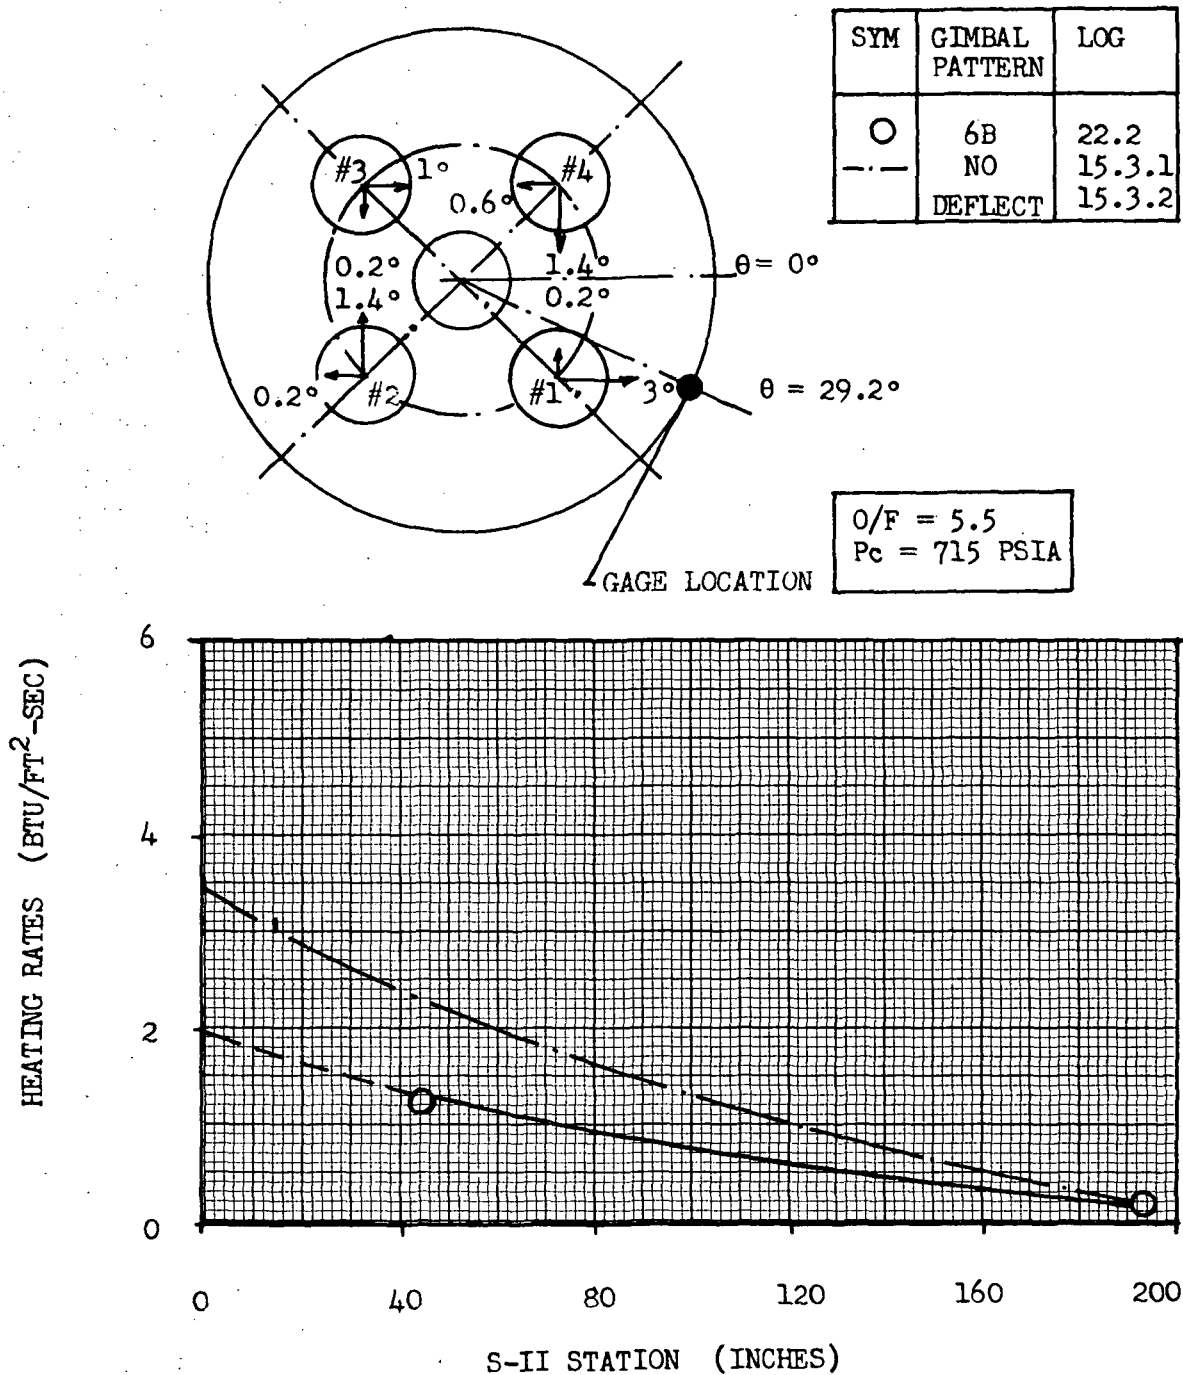 SYM GIMBAL PATTERN LOG
O 6B 22.2
NO 15.3.1
DEFLECT 15.3.2
#3 1° #4
0.6°
0.2° 1.4° θ = 0°
1.4° 0.2°
0.2° #2 #1 3° θ = 29.2°
O/F = 5.5
Pc = 715 PSIA
GAGE LOCATION
HEATING RATES (BTU/FT²-SEC)
6
4
2
0
0 40 80 120 160 200
S-II STATION (INCHES)